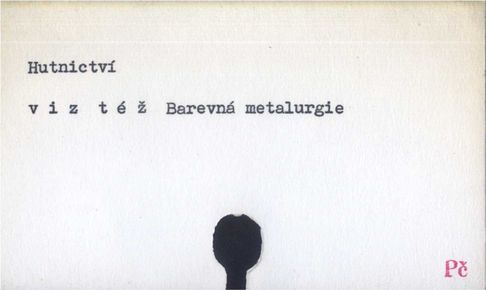 Hutnictví
v i z  t é ž  Barevná metalurgie
Pč